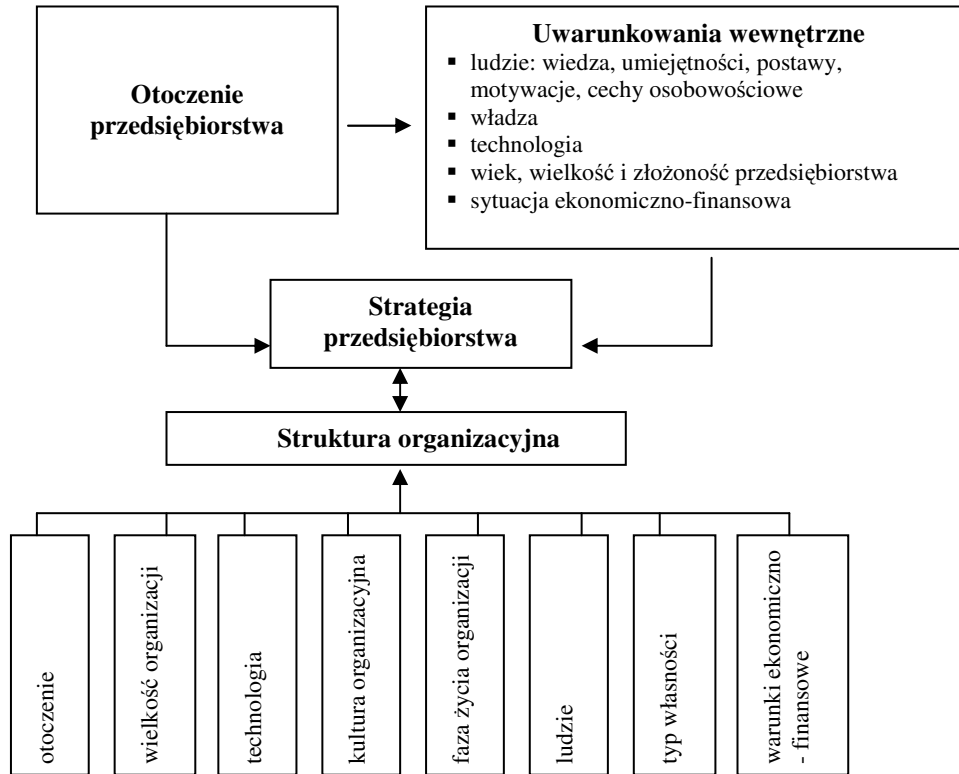 Otoczenie
przedsiębiorstwa
Uwarunkowania wewnętrzne
▪ ludzie: wiedza, umiejętności, postawy,
motywacje, cechy osobowościowe
▪ władza
▪ technologia
▪ wiek, wielkość i złożoność przedsiębiorstwa
▪ sytuacja ekonomiczno-finansowa
Strategia
przedsiębiorstwa
Struktura organizacyjna
otoczenie
wielkość organizacji
technologia
kultura organizacyjna
faza życia organizacji
ludzie
typ własności
warunki ekonomiczno
- finansowe